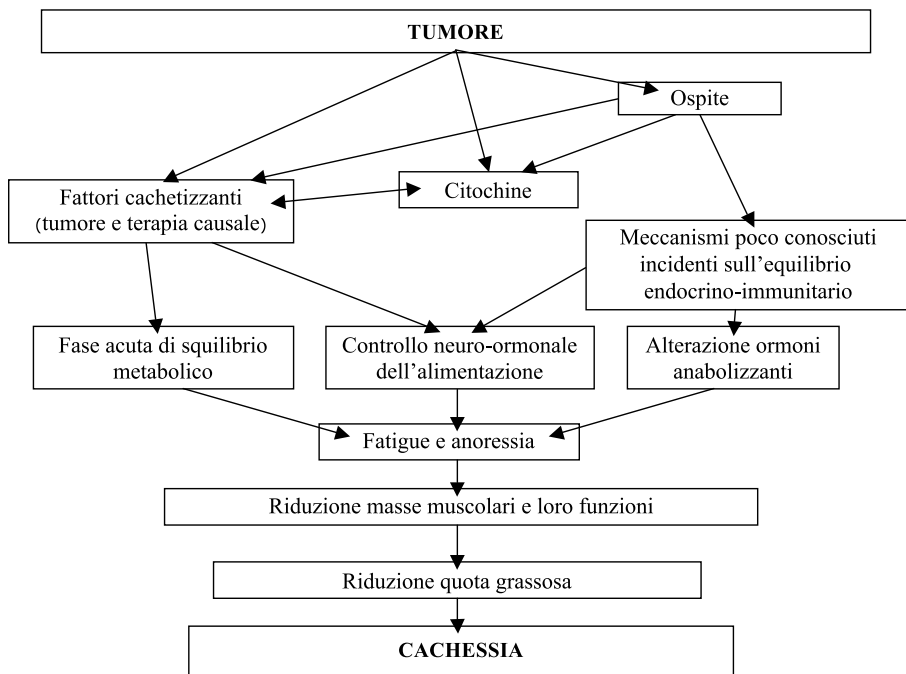 TUMORE
Ospite
Fattori cachetizzanti
(tumore e terapia causale)
Citochine
Meccanismi poco conosciuti
incidenti sull’equilibrio
endocrino-immunitario
Fase acuta di squilibrio
metabolico
Controllo neuro-ormonale
dell’alimentazione
Alterazione ormoni
anabolizzanti
Fatigue e anoressia
Riduzione masse muscolari e loro funzioni
Riduzione quota grassosa
CACHESSIA